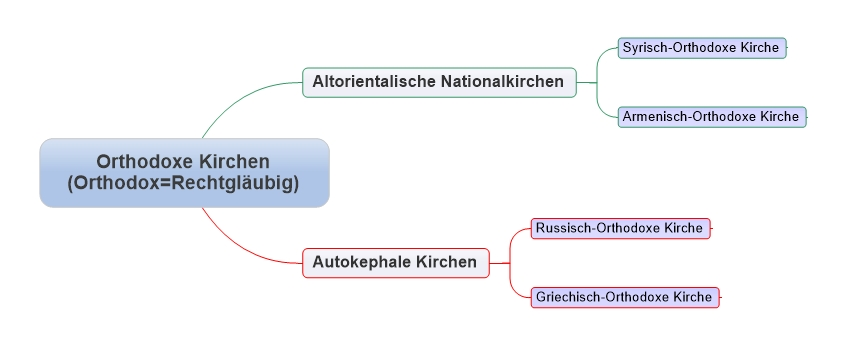 Orthodoxe Kirchen
(Orthodox=Rechtgläubig)
Altorientalische Nationalkirchen
Syrisch-Orthodoxe Kirche
Armenisch-Orthodoxe Kirche
Autokephale Kirchen
Russisch-Orthodoxe Kirche
Griechisch-Orthodoxe Kirche